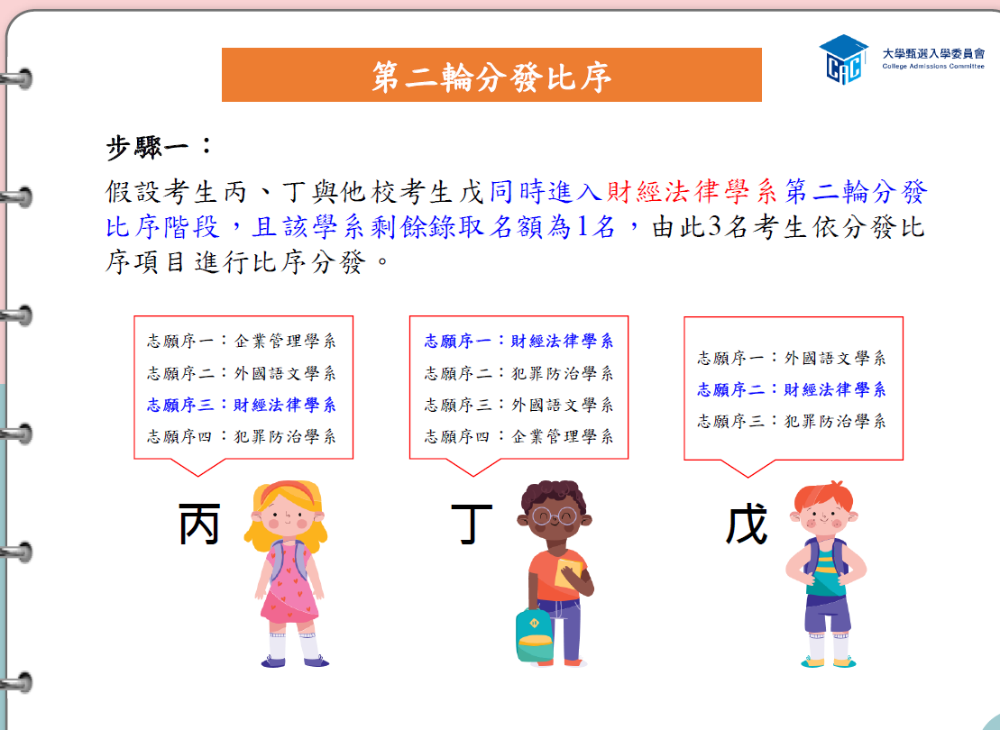 大學甄選入學委員會
College Admissions Committee
CAC
第二輪分發比序
步驟一：
假設考生丙、丁與他校考生戊同時進入財經法律學系第二輪分發
比序階段，且該學系剩餘錄取名額為1名，由此3名考生依分發比
序項目進行比序分發。
志願序一：企業管理學系
志願序二：外國語文學系
志願序三：財經法律學系
志願序四：犯罪防治學系
志願序一：財經法律學系
志願序二：犯罪防治學系
志願序三：外國語文學系
志願序四：企業管理學系
志願序一：外國語文學系
志願序二：財經法律學系
志願序三：犯罪防治學系
丙
丁
戊